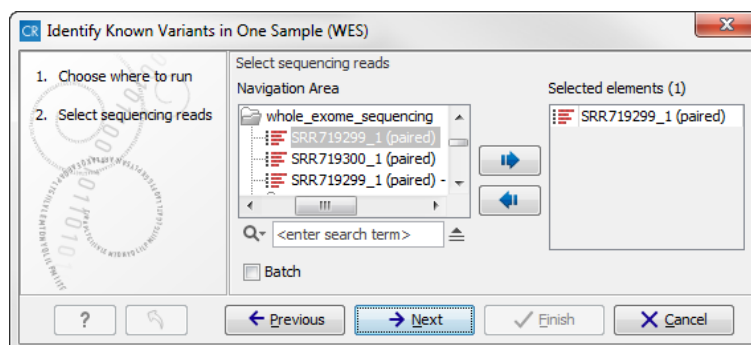 CR Identify Known Variants in One Sample (WES)
1. Choose where to run
2. Select sequencing reads
Select sequencing reads
Navigation Area
whole_exome_sequencing
SRR719299_1 (paired)
SRR719300_1 (paired)
SRR719299_1 (paired) -
<enter search term>
Batch
Selected elements (1)
SRR719299_1 (paired)
?
Previous
Next
Finish
Cancel